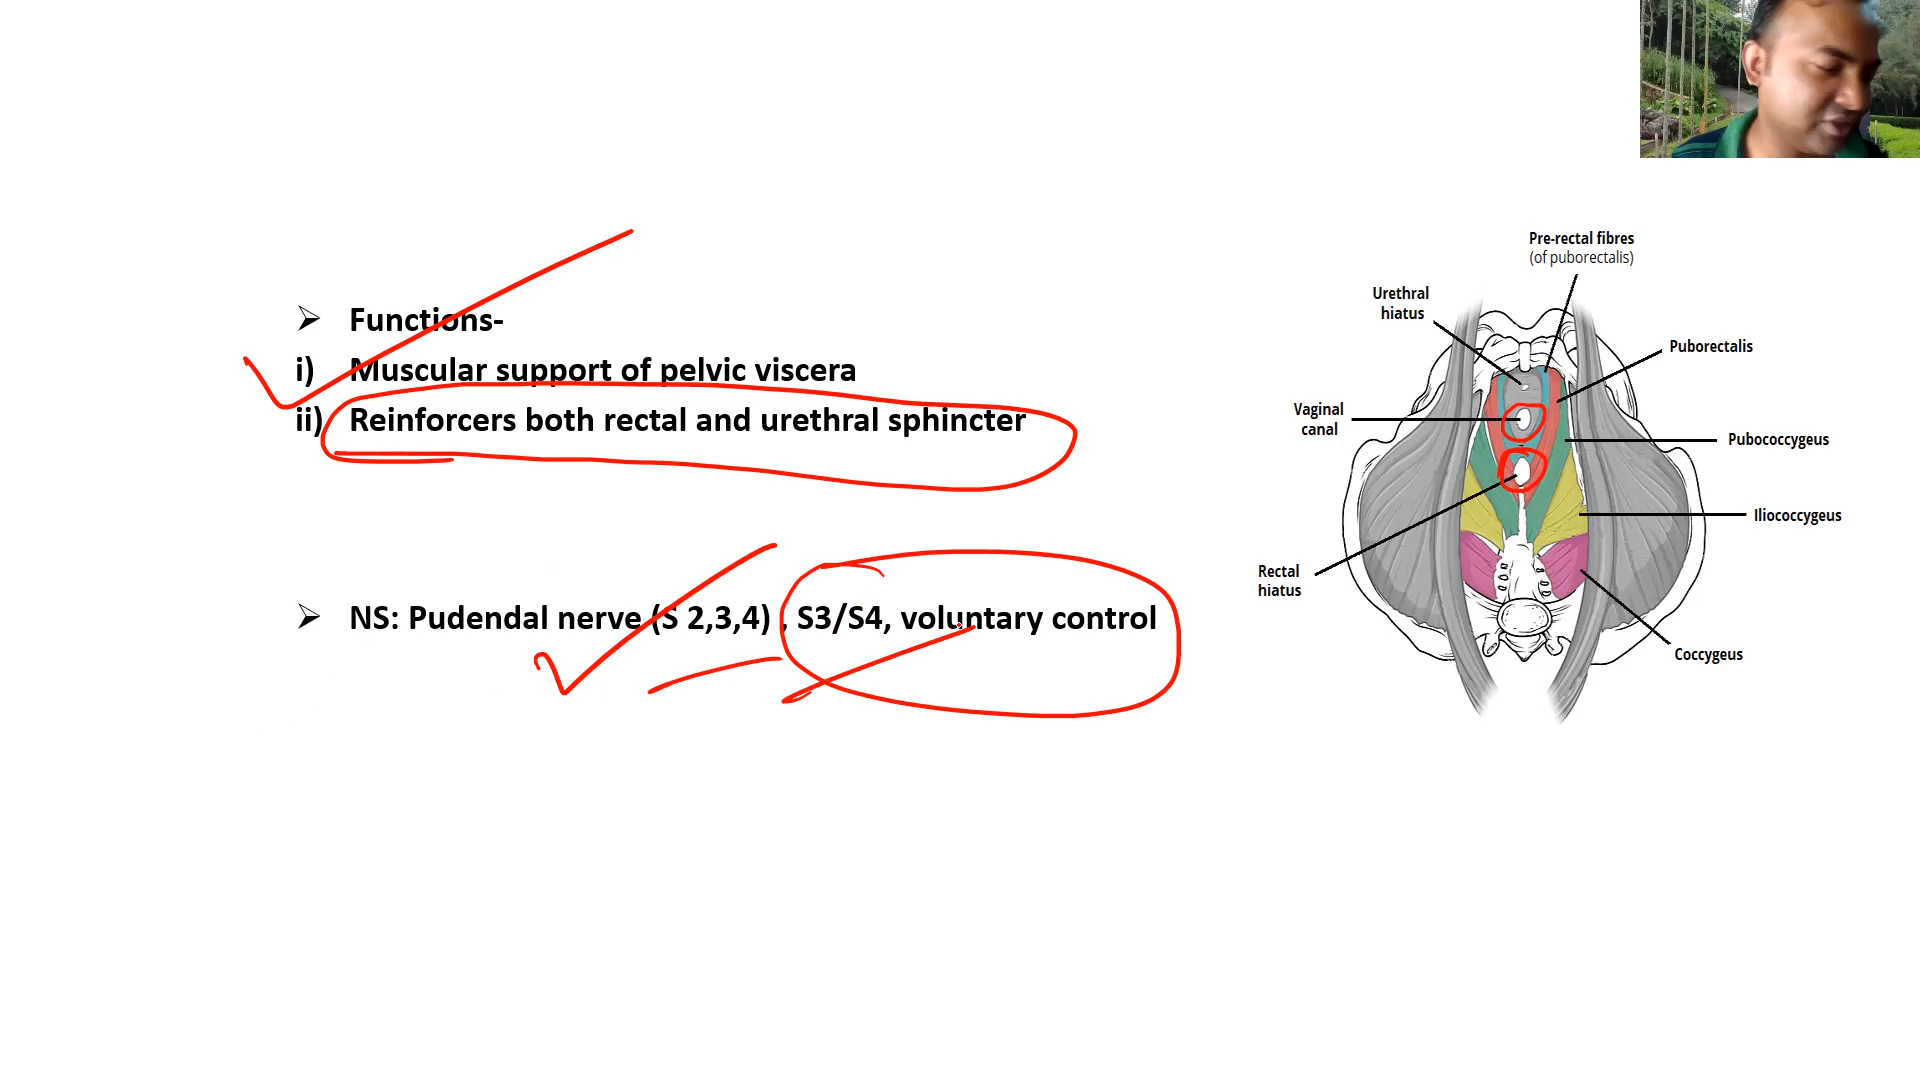 ➢ Functions-
i) Muscular support of pelvic viscera
ii) Reinforcers both rectal and urethral sphincter
➢ NS: Pudendal nerve (S 2,3,4) , S3/S4, voluntary control
Pre-rectal fibres
(of puborectalis)
Urethral
hiatus
Puborectalis
Vaginal
canal
Pubococcygeus
Iliococcygeus
Rectal
hiatus
Coccygeus